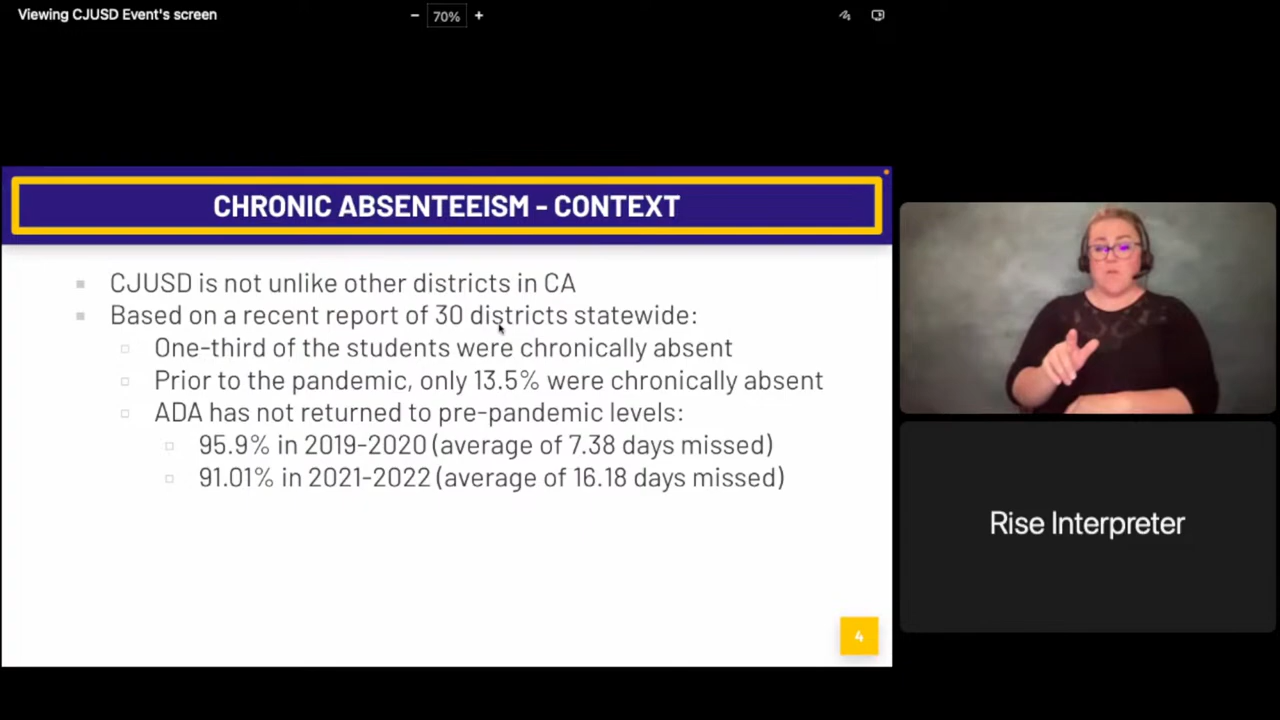 Viewing CJUSD Event's screen
− 70% +
CHRONIC ABSENTEEISM - CONTEXT
CJUSD is not unlike other districts in CA
Based on a recent report of 30 districts statewide:
One-third of the students were chronically absent
Prior to the pandemic, only 13.5% were chronically absent
ADA has not returned to pre-pandemic levels:
95.9% in 2019-2020 (average of 7.38 days missed)
91.01% in 2021-2022 (average of 16.18 days missed)
4
Rise Interpreter